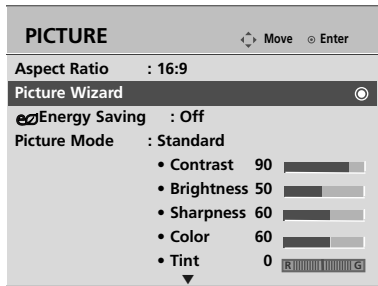 PICTURE Move Enter
Aspect Ratio : 16:9
Picture Wizard
Energy Saving : Off
Picture Mode : Standard
• Contrast 90
• Brightness 50
• Sharpness 60
• Color 60
• Tint 0 R G